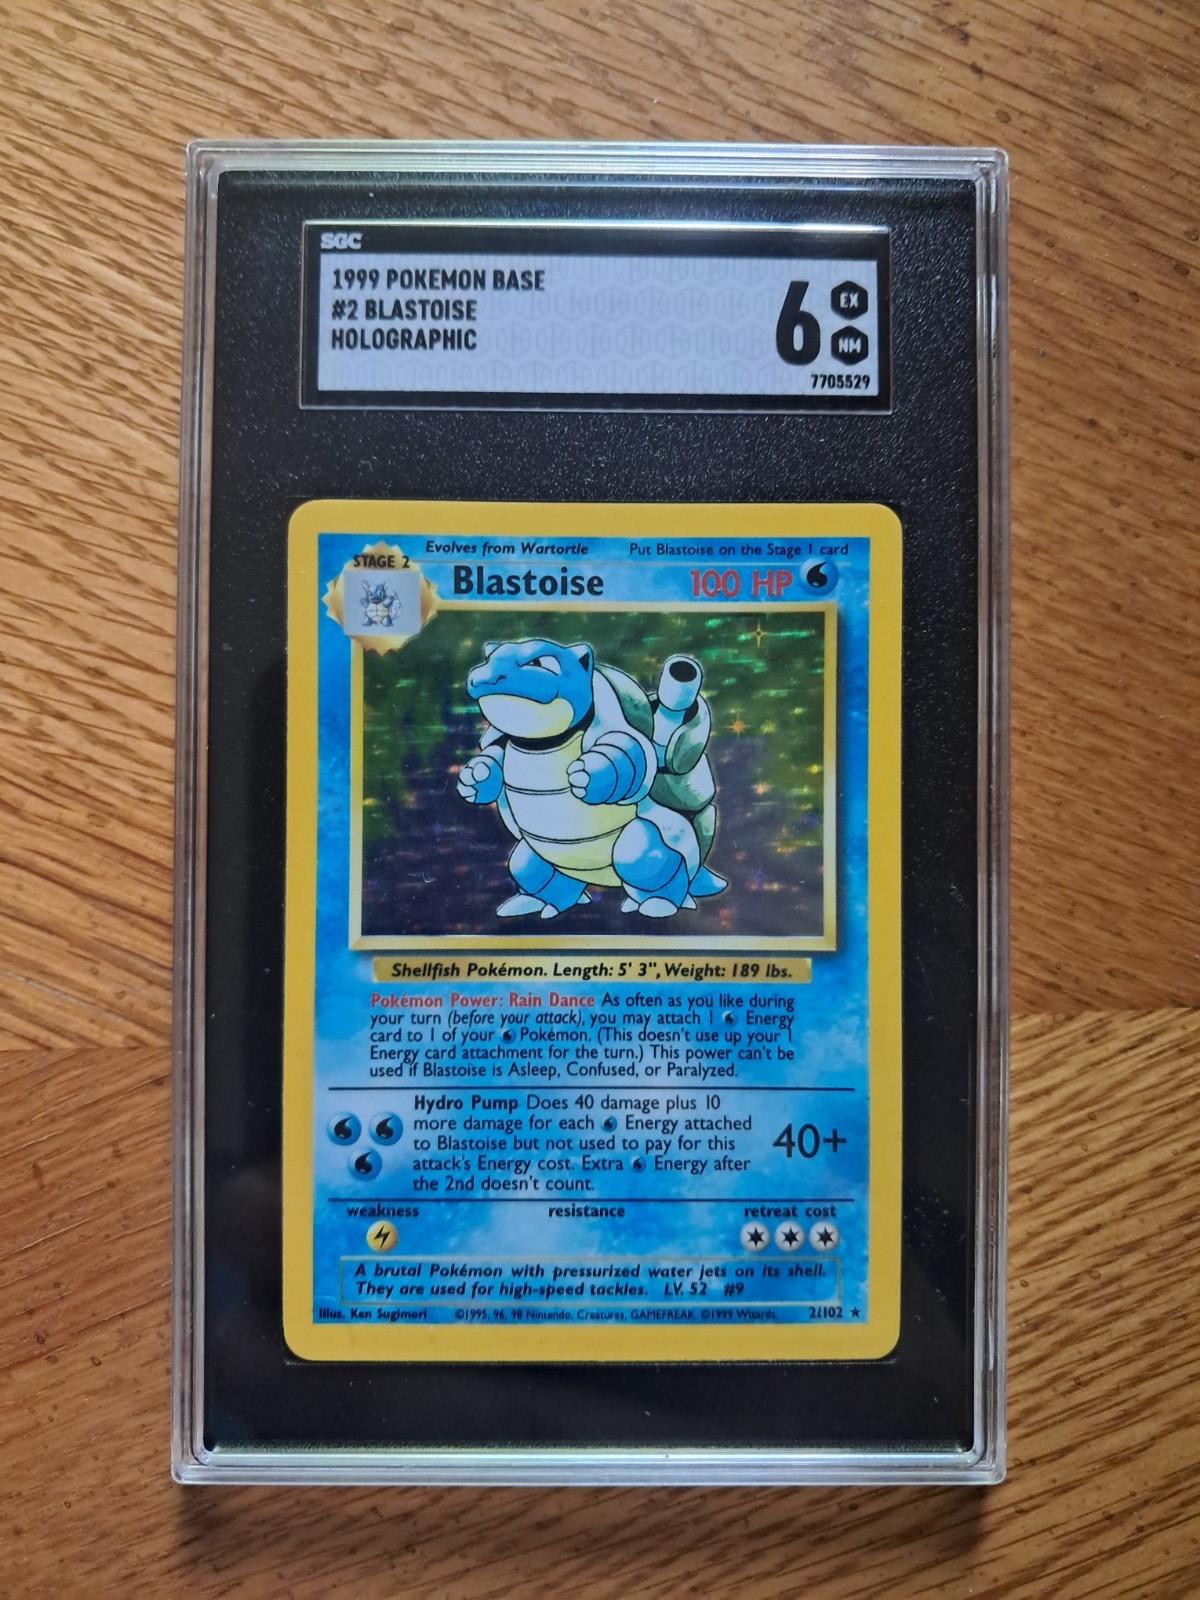 SGC
1999 POKEMON BASE
#2 BLASTOISE
HOLOGRAPHIC
6
EX
NM
7705529
Evolves from Wartortle Put Blastoise on the Stage 1 card
STAGE 2
Blastoise 100 HP
Shellfish Pokémon. Length: 5' 3", Weight: 189 lbs.
Pokémon Power: Rain Dance As often as you like during
your turn (before your attack), you may attach 1 Energy
card to 1 of your Pokémon. (This doesn't use up your 1
Energy card attachment for the turn.) This power can't be
used if Blastoise is Asleep, Confused, or Paralyzed.
Hydro Pump Does 40 damage plus 10
more damage for each Energy attached
to Blastoise but not used to pay for this
attack's Energy cost. Extra Energy after
the 2nd doesn't count.
40+
weakness resistance retreat cost
A brutal Pokémon with pressurized water jets on its shell.
They are used for high-speed tackles. LV. 52 #9
Illus. Ken Sugimori ©1995, 96, 98 Nintendo, Creatures, GAMEFREAK. ©1999 Wizards. 2/102 ★